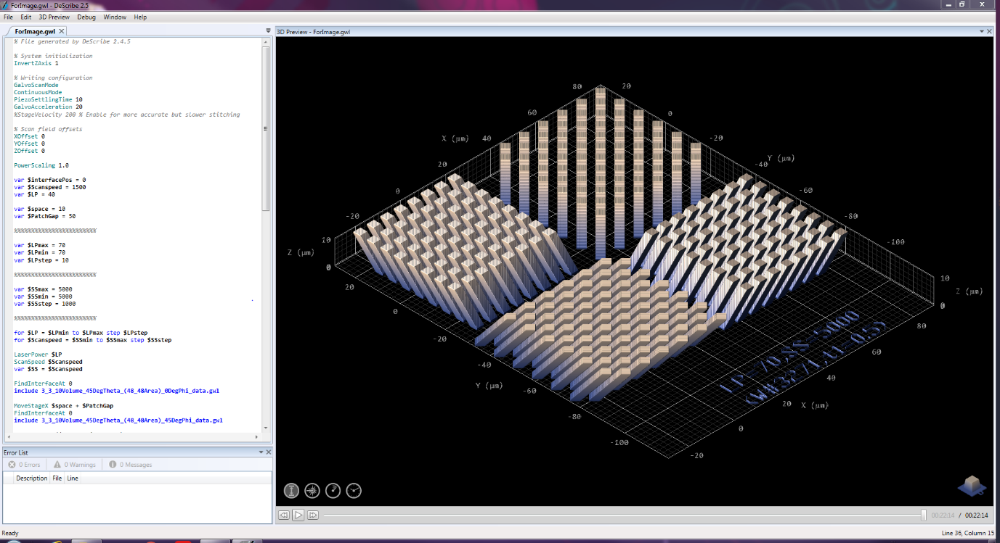 ForImage.gwl - DeScribe 2.5
File Edit 3D Preview Debug Window Help
ForImage.gwl
% File generated by DeScribe 2.4.5
% System initialization
InvertZAxis 1
% Writing configuration
GalvoScanMode
ContinuousMode
PiezoSettlingTime 10
GalvoAcceleration 20
%StageVelocity 200 % Enable for more accurate but slower stitching
% Scan field offsets
XOffset 0
YOffset 0
ZOffset 0
PowerScaling 1.0
var $interfacePos = 0
var $Scanspeed = 1500
var $LP = 40
var $space = 10
var $PatchGap = 50
%%%%%%%%%%%%%%%%%%%%%%%%
var $LPmax = 70
var $LPmin = 70
var $LPstep = 10
%%%%%%%%%%%%%%%%%%%%%%%%
var $SSmax = 5000
var $SSmin = 5000
var $SSstep = 1000
%%%%%%%%%%%%%%%%%%%%%%%%
for $LP = $LPmin to $LPmax step $LPstep
for $Scanspeed = $SSmin to $SSmax step $SSstep
LaserPower $LP
ScanSpeed $Scanspeed
var $SS = $Scanspeed
FindInterfaceAt 0
include 3_3_10Volume_45DegTheta_(48_48Area)_0DegPhi_data.gwl
MoveStageX $space + $PatchGap
FindInterfaceAt 0
include 3_3_10Volume_45DegTheta_(48_48Area)_45DegPhi_data.gwl
Error List
0 Errors 0 Warnings 0 Messages
Description File Line
3D Preview - ForImage.gwl
80 20
60 0
X (μm) 40 -20
20 -40 Y (μm)
0 -60
-20 -80
10 -100
Z (μm)
0
20 10
Z (μm)
0 0
-20 80
-40 60
Y (μm) -60 40
-80 20 X (μm)
-100 0
-20
LP=70,SS=5000
00:22:14 / 00:22:14
Ready
Line 36, Column 15